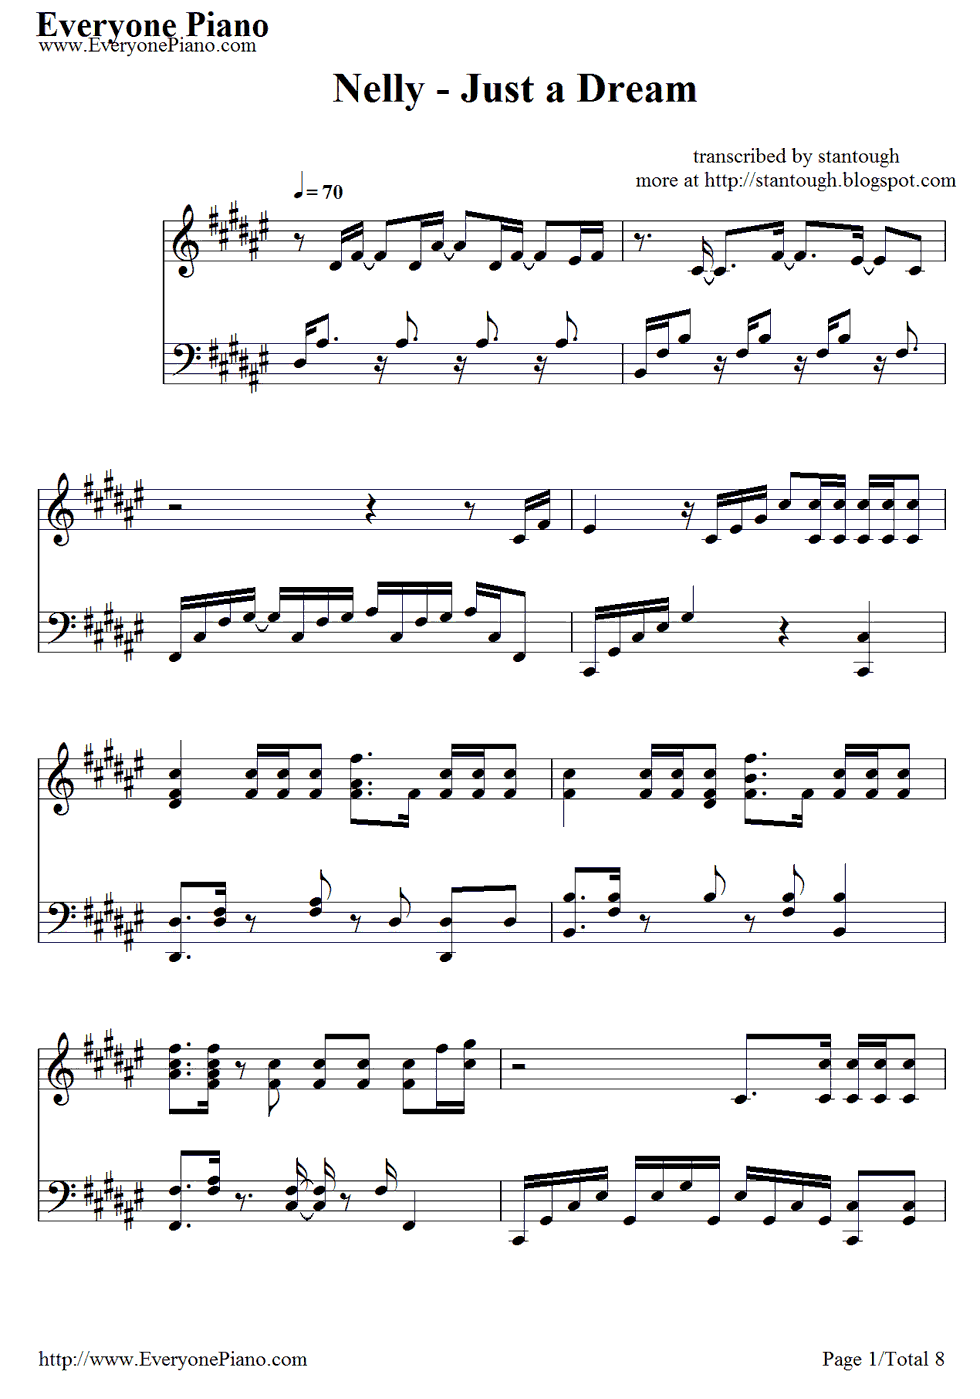 Everyone Piano
www.EveryonePiano.com
Nelly - Just a Dream
transcribed by stantough
more at http://stantough.blogspot.com
= 70
http://www.EveryonePiano.com
Page 1/Total 8